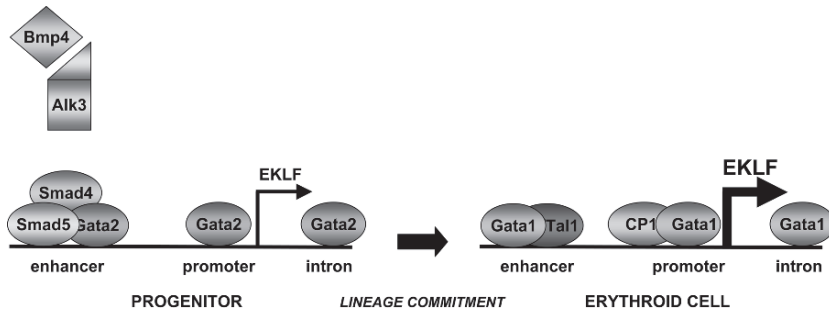 Bmp4
Alk3
EKLF
EKLF
Smad4
Smad5 Gata2 Gata2 Gata2 Gata1 Tal1 CP1 Gata1 Gata1
enhancer promoter intron enhancer promoter intron
PROGENITOR LINEAGE COMMITMENT ERYTHROID CELL